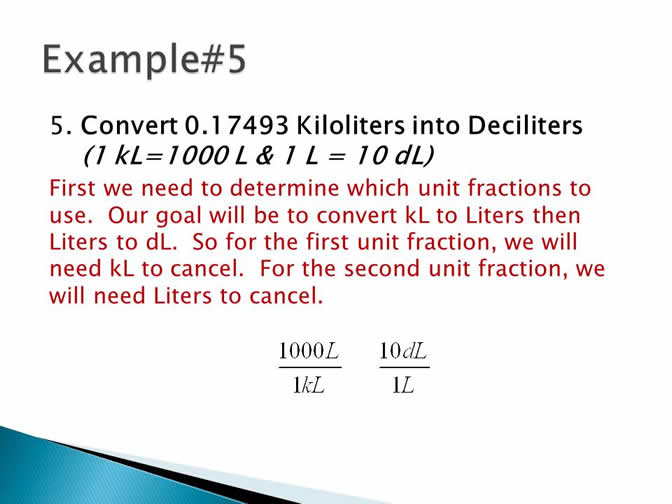 Example#5
5. Convert 0.17493 Kiloliters into Deciliters
(1 kL=1000 L & 1 L = 10 dL)
First we need to determine which unit fractions to
use. Our goal will be to convert kL to Liters then
Liters to dL. So for the first unit fraction, we will
need kL to cancel. For the second unit fraction, we
will need Liters to cancel.
1000L 10dL
1kL 1L